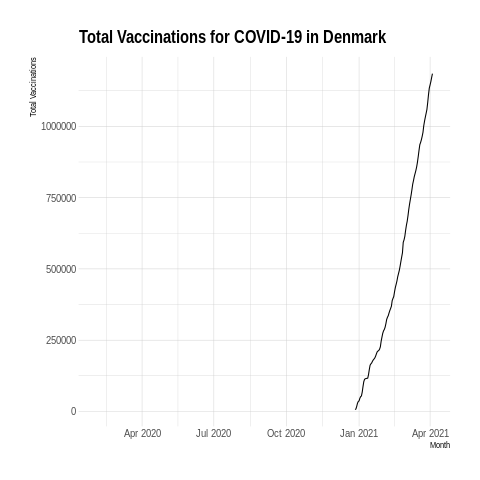 Total Vaccinations for COVID-19 in Denmark
Total Vaccinations
1000000
750000
500000
250000
0
Apr 2020 Jul 2020 Oct 2020 Jan 2021 Apr 2021
Month